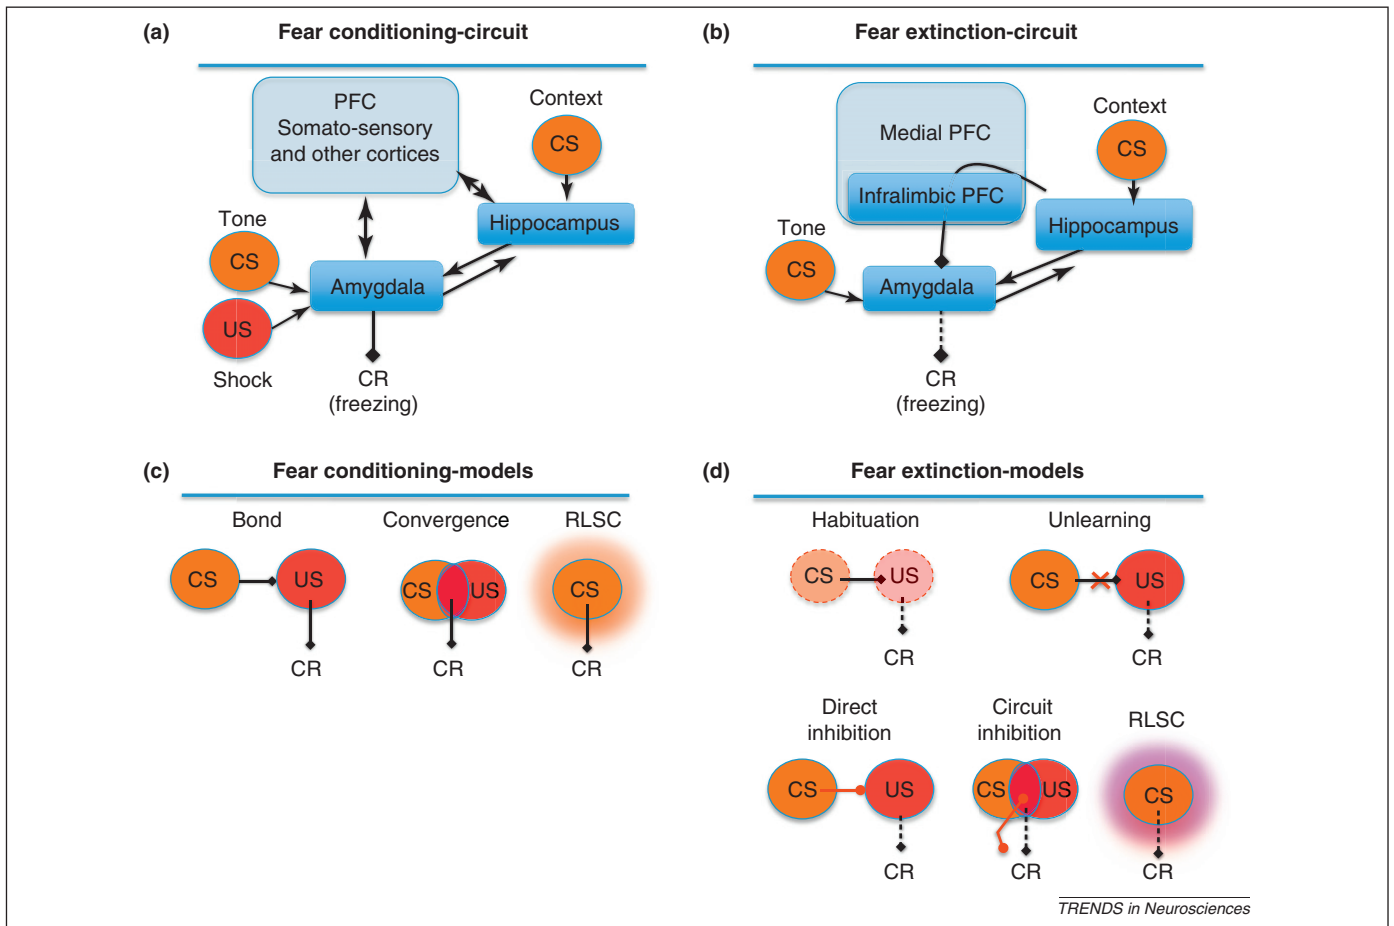 (a)
Fear conditioning-circuit
PFC
Somato-sensory
and other cortices
Context
CS
Hippocampus
Tone
CS
Amygdala
US
Shock
CR
(freezing)
(b)
Fear extinction-circuit
Medial PFC
Infralimbic PFC
Context
CS
Hippocampus
Tone
CS
Amygdala
CR
(freezing)
(c)
Fear conditioning-models
Bond
CS
US
CR
Convergence
CS
US
CR
RLSC
CS
CR
(d)
Fear extinction-models
Habituation
CS
US
CR
Unlearning
CS
US
CR
Direct
inhibition
CS
US
CR
Circuit
inhibition
CS
US
CR
RLSC
CS
CR
TRENDS in Neurosciences